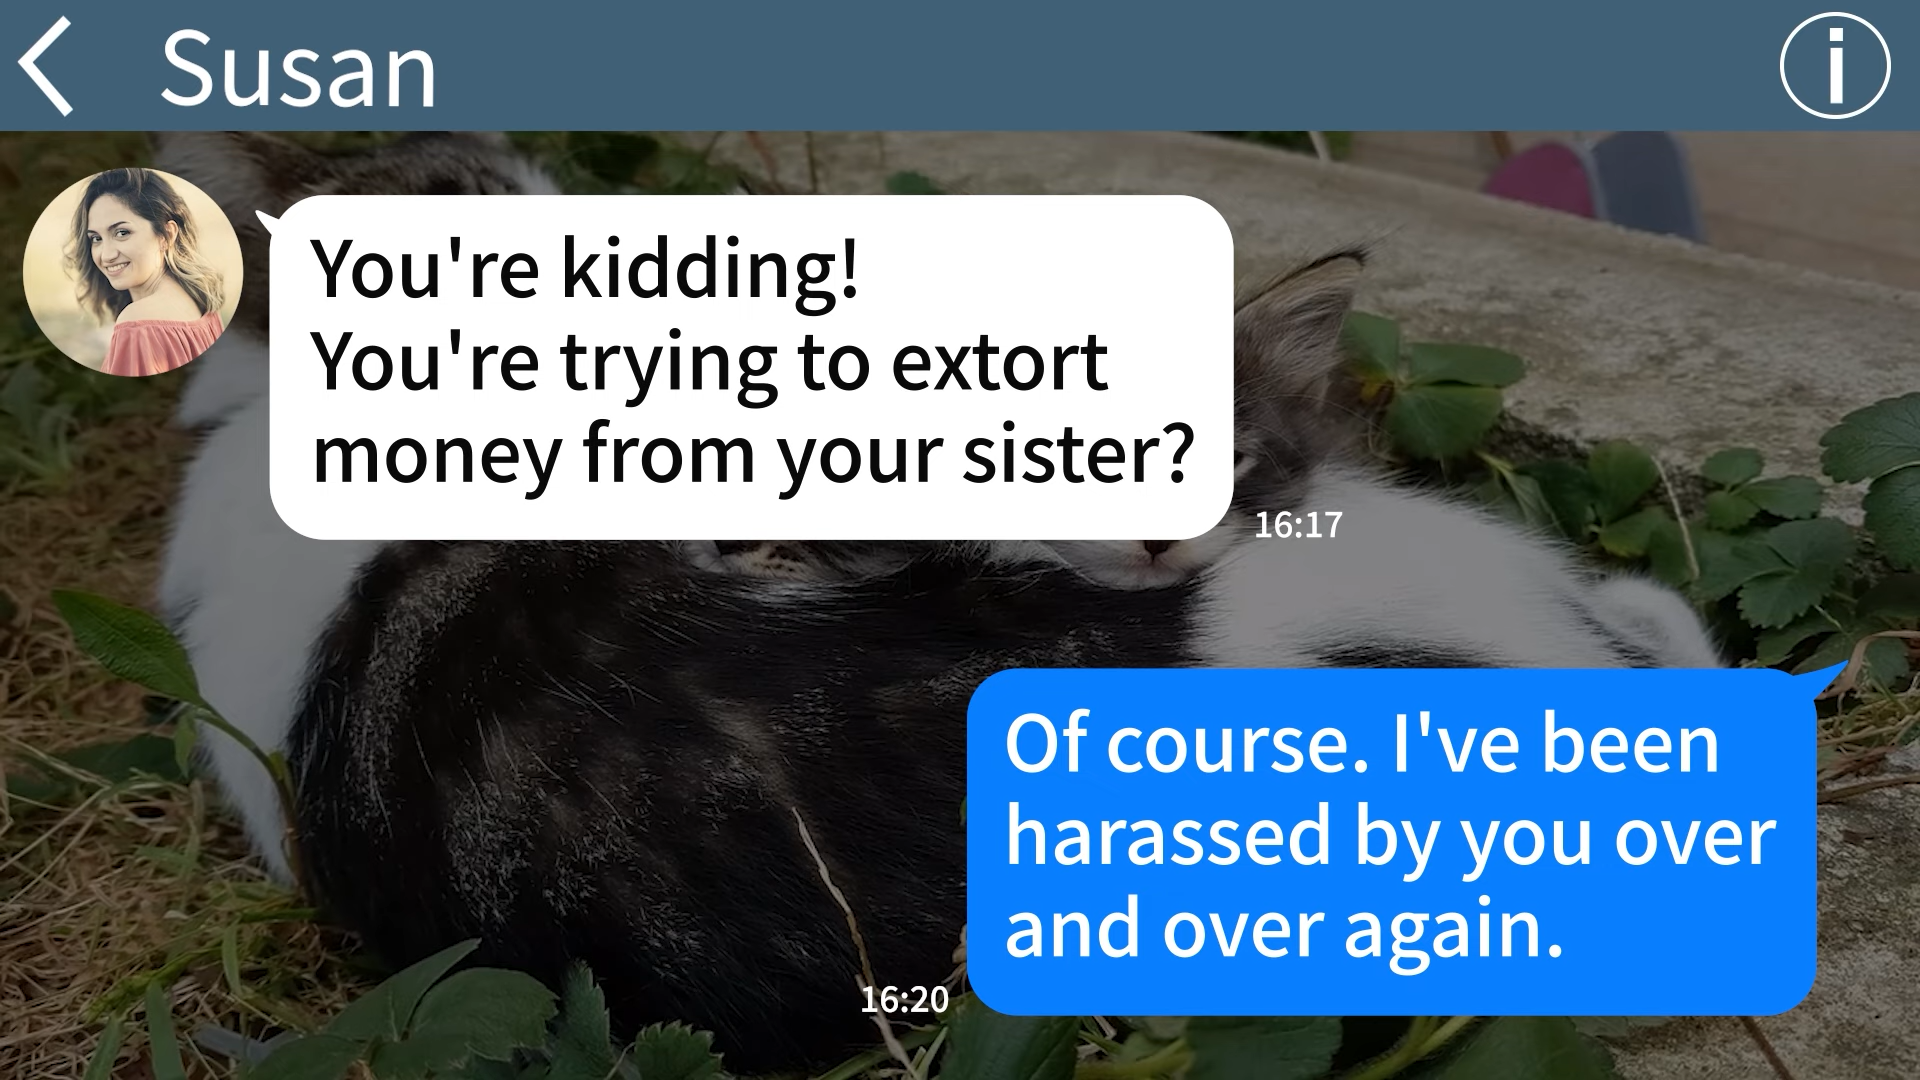 Susan
You're kidding!
You're trying to extort
money from your sister?
16:17
Of course. I've been
harassed by you over
and over again.
16:20